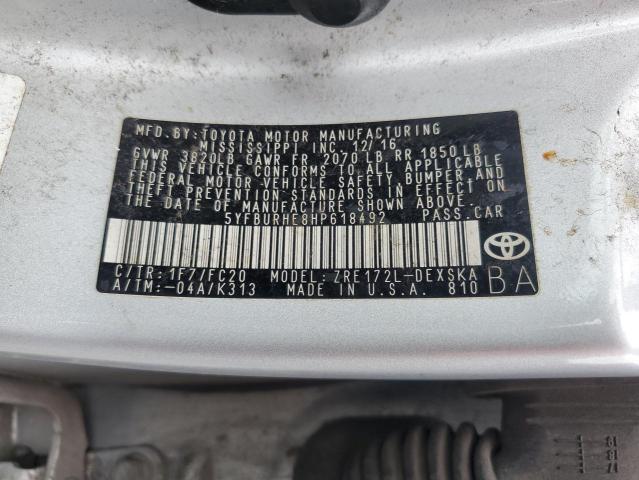 MFD. BY: TOYOTA MOTOR MANUFACTURING
MISSISSIPPI INC. 12/16
GVWR 3820LB GAWR FR 2070 LB RR 1850 LB
THIS VEHICLE CONFORMS TO ALL APPLICABLE
FEDERAL MOTOR VEHICLE SAFETY BUMPER AND
THEFT PREVENTION STANDARDS IN EFFECT ON
THE DATE OF MANUFACTURE SHOWN ABOVE.
5YFBURHE8HP618492 PASS. CAR
C/TR: 1F7/FC20 MODEL: ZRE172L-DEXSKA
A/TM:-04A/K313 MADE IN U.S.A. 810
BA